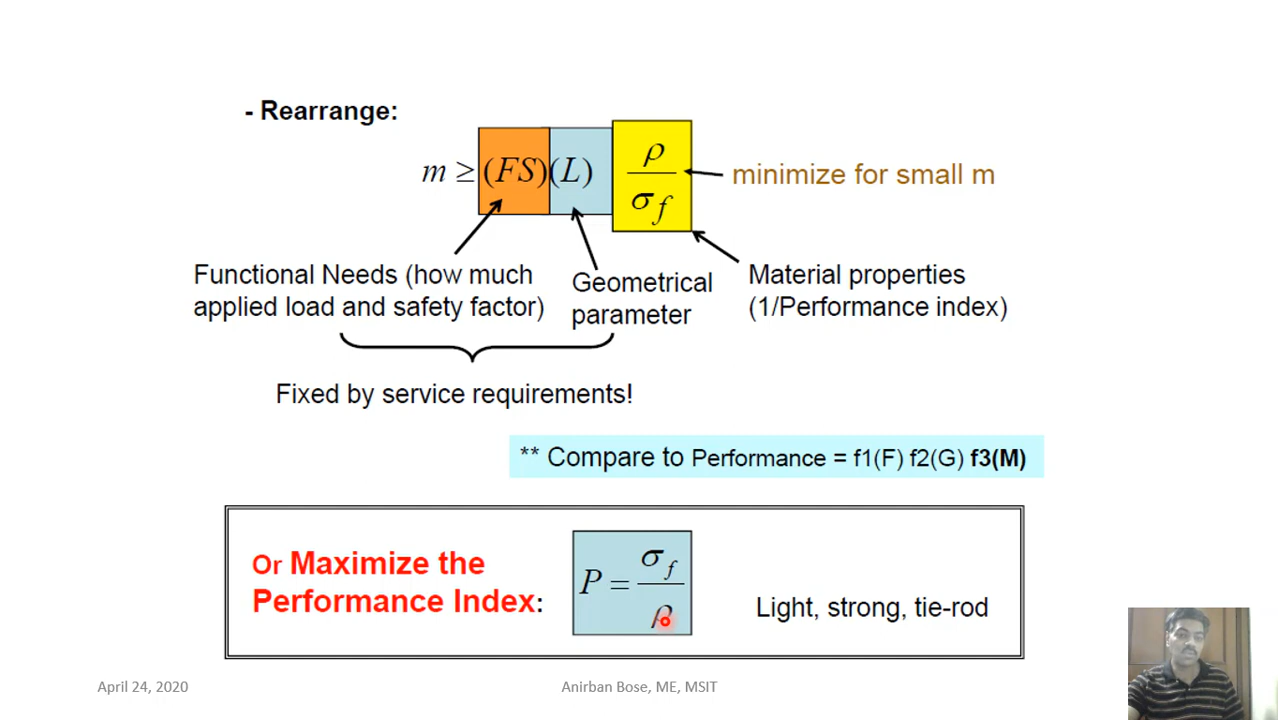 - Rearrange:
m ≥ (FS)(L) ρ/σ_f
minimize for small m
Functional Needs (how much
applied load and safety factor)
Geometrical
parameter
Material properties
(1/Performance index)
Fixed by service requirements!
** Compare to Performance = f1(F) f2(G) f3(M)
Or Maximize the
Performance Index:
P = σ_f/ρ
Light, strong, tie-rod
April 24, 2020
Anirban Bose, ME, MSIT